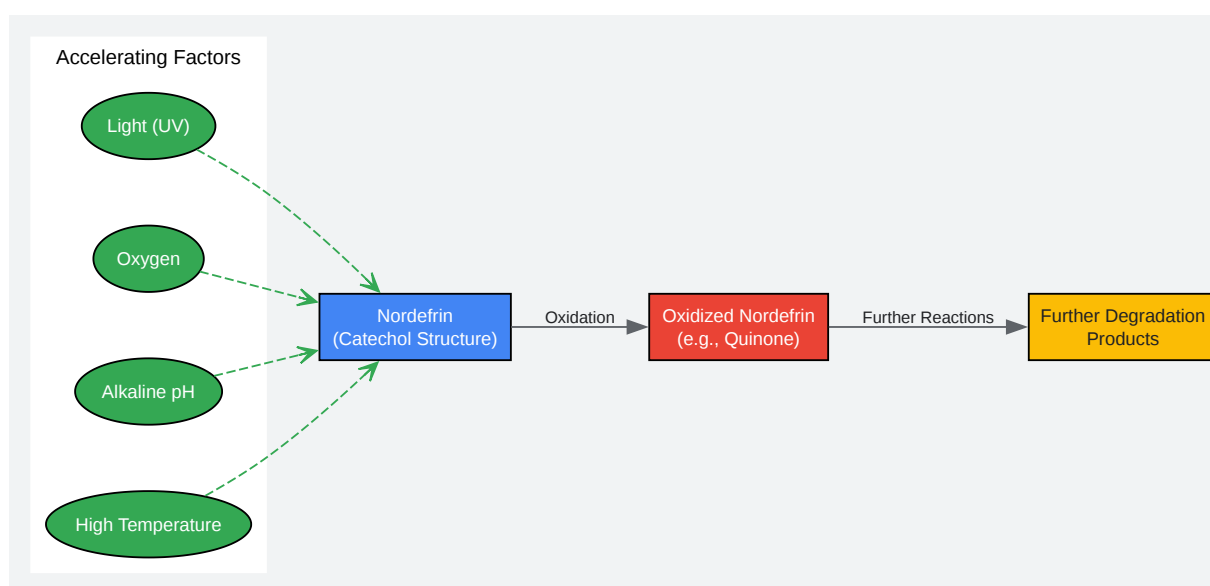 Accelerating Factors
Light (UV)
Oxygen
Alkaline pH
High Temperature
Nordefrin
(Catechol Structure)
Oxidation
Oxidized Nordefrin
(e.g., Quinone)
Further Reactions
Further Degradation
Products